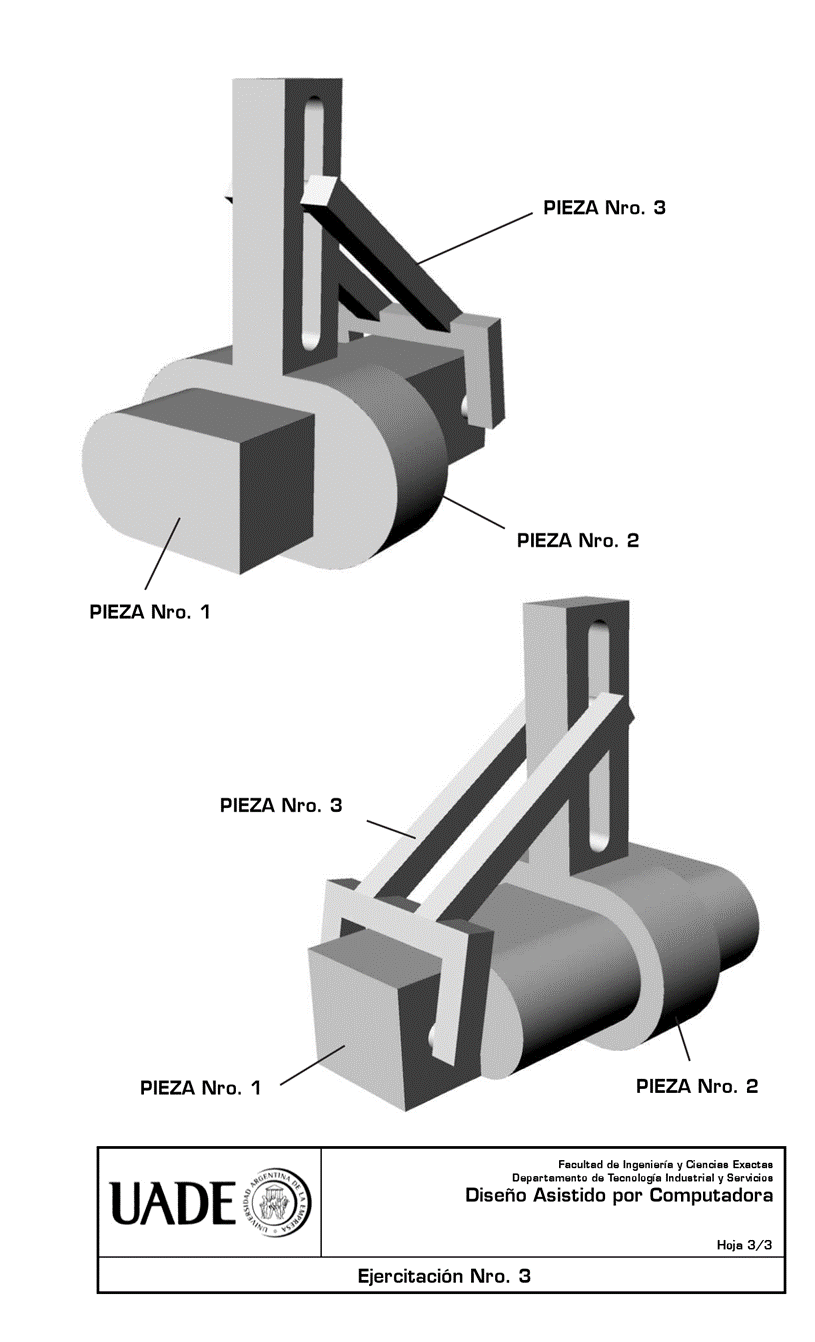 PIEZA Nro. 3
PIEZA Nro. 2
PIEZA Nro. 1
PIEZA Nro. 3
PIEZA Nro. 1
PIEZA Nro. 2
UADE
UNIVERSIDAD ARGENTINA DE LA EMPRESA
Facultad de Ingeniería y Ciencias Exactas
Departamento de Tecnología Industrial y Servicios
Diseño Asistido por Computadora
Hoja 3/3
Ejercitación Nro. 3